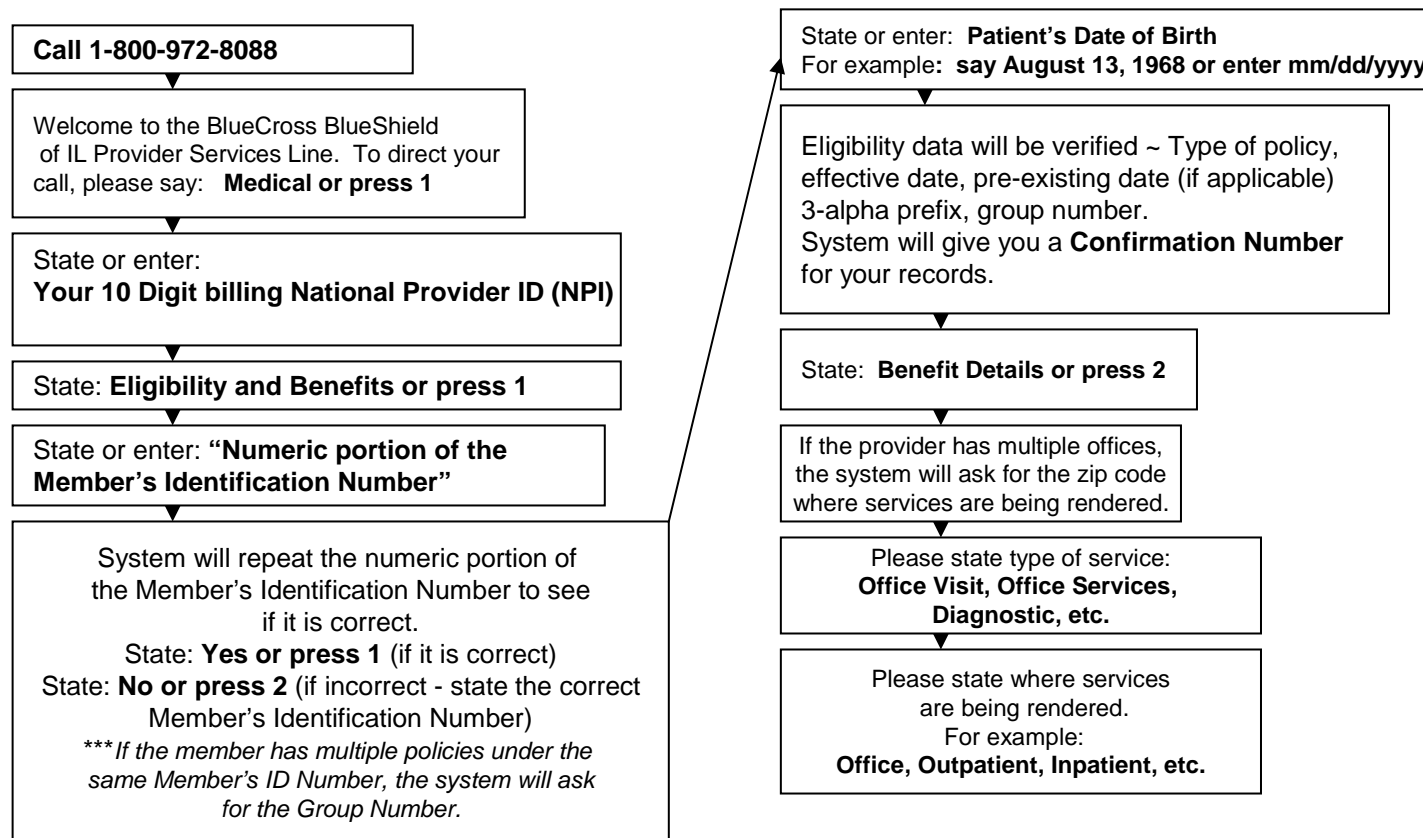 Call 1-800-972-8088
Welcome to the BlueCross BlueShield
of IL Provider Services Line. To direct your
call, please say: Medical or press 1
State or enter:
Your 10 Digit billing National Provider ID (NPI)
State: Eligibility and Benefits or press 1
State or enter: “Numeric portion of the
Member’s Identification Number”
System will repeat the numeric portion of
the Member’s Identification Number to see
if it is correct.
State: Yes or press 1 (if it is correct)
State: No or press 2 (if incorrect - state the correct
Member’s Identification Number)
***If the member has multiple policies under the
same Member’s ID Number, the system will ask
for the Group Number.
State or enter: Patient’s Date of Birth
For example: say August 13, 1968 or enter mm/dd/yyyy
Eligibility data will be verified ~ Type of policy,
effective date, pre-existing date (if applicable)
3-alpha prefix, group number.
System will give you a Confirmation Number
for your records.
State: Benefit Details or press 2
If the provider has multiple offices,
the system will ask for the zip code
where services are being rendered.
Please state type of service:
Office Visit, Office Services,
Diagnostic, etc.
Please state where services
are being rendered.
For example:
Office, Outpatient, Inpatient, etc.